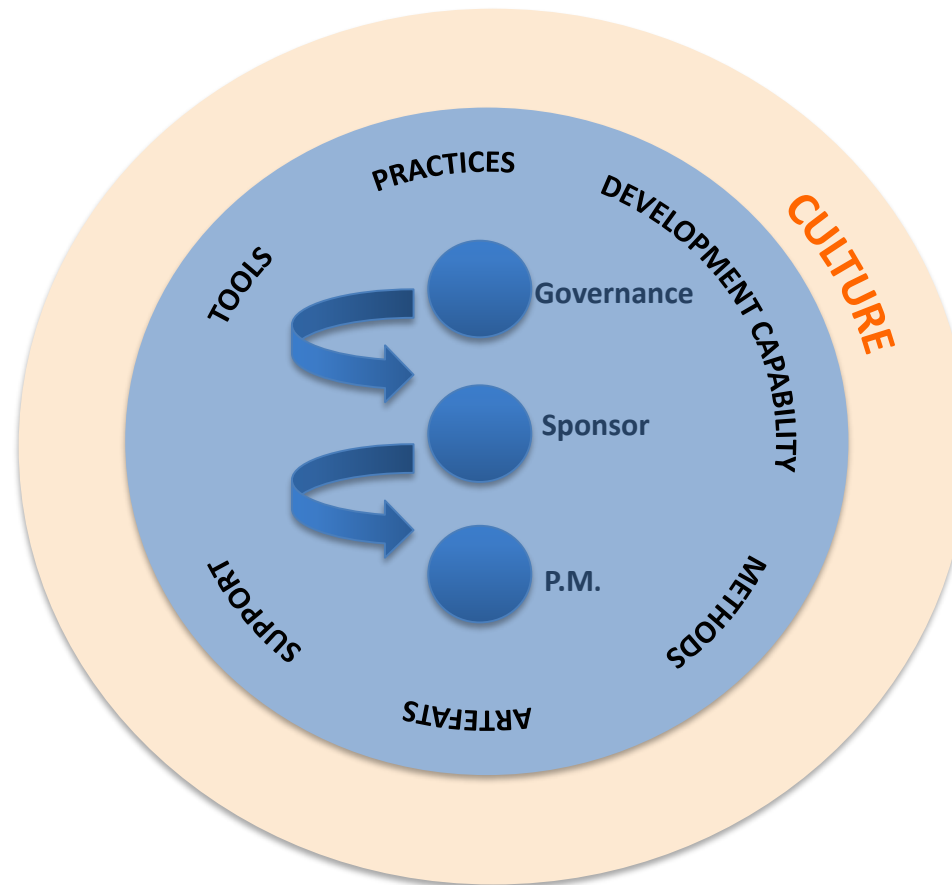 PRACTICES
DEVELOPMENT CAPABILITY
CULTURE
TOOLS
Governance
Sponsor
P.M.
SUPPORT
METHODS
ARTEFATS